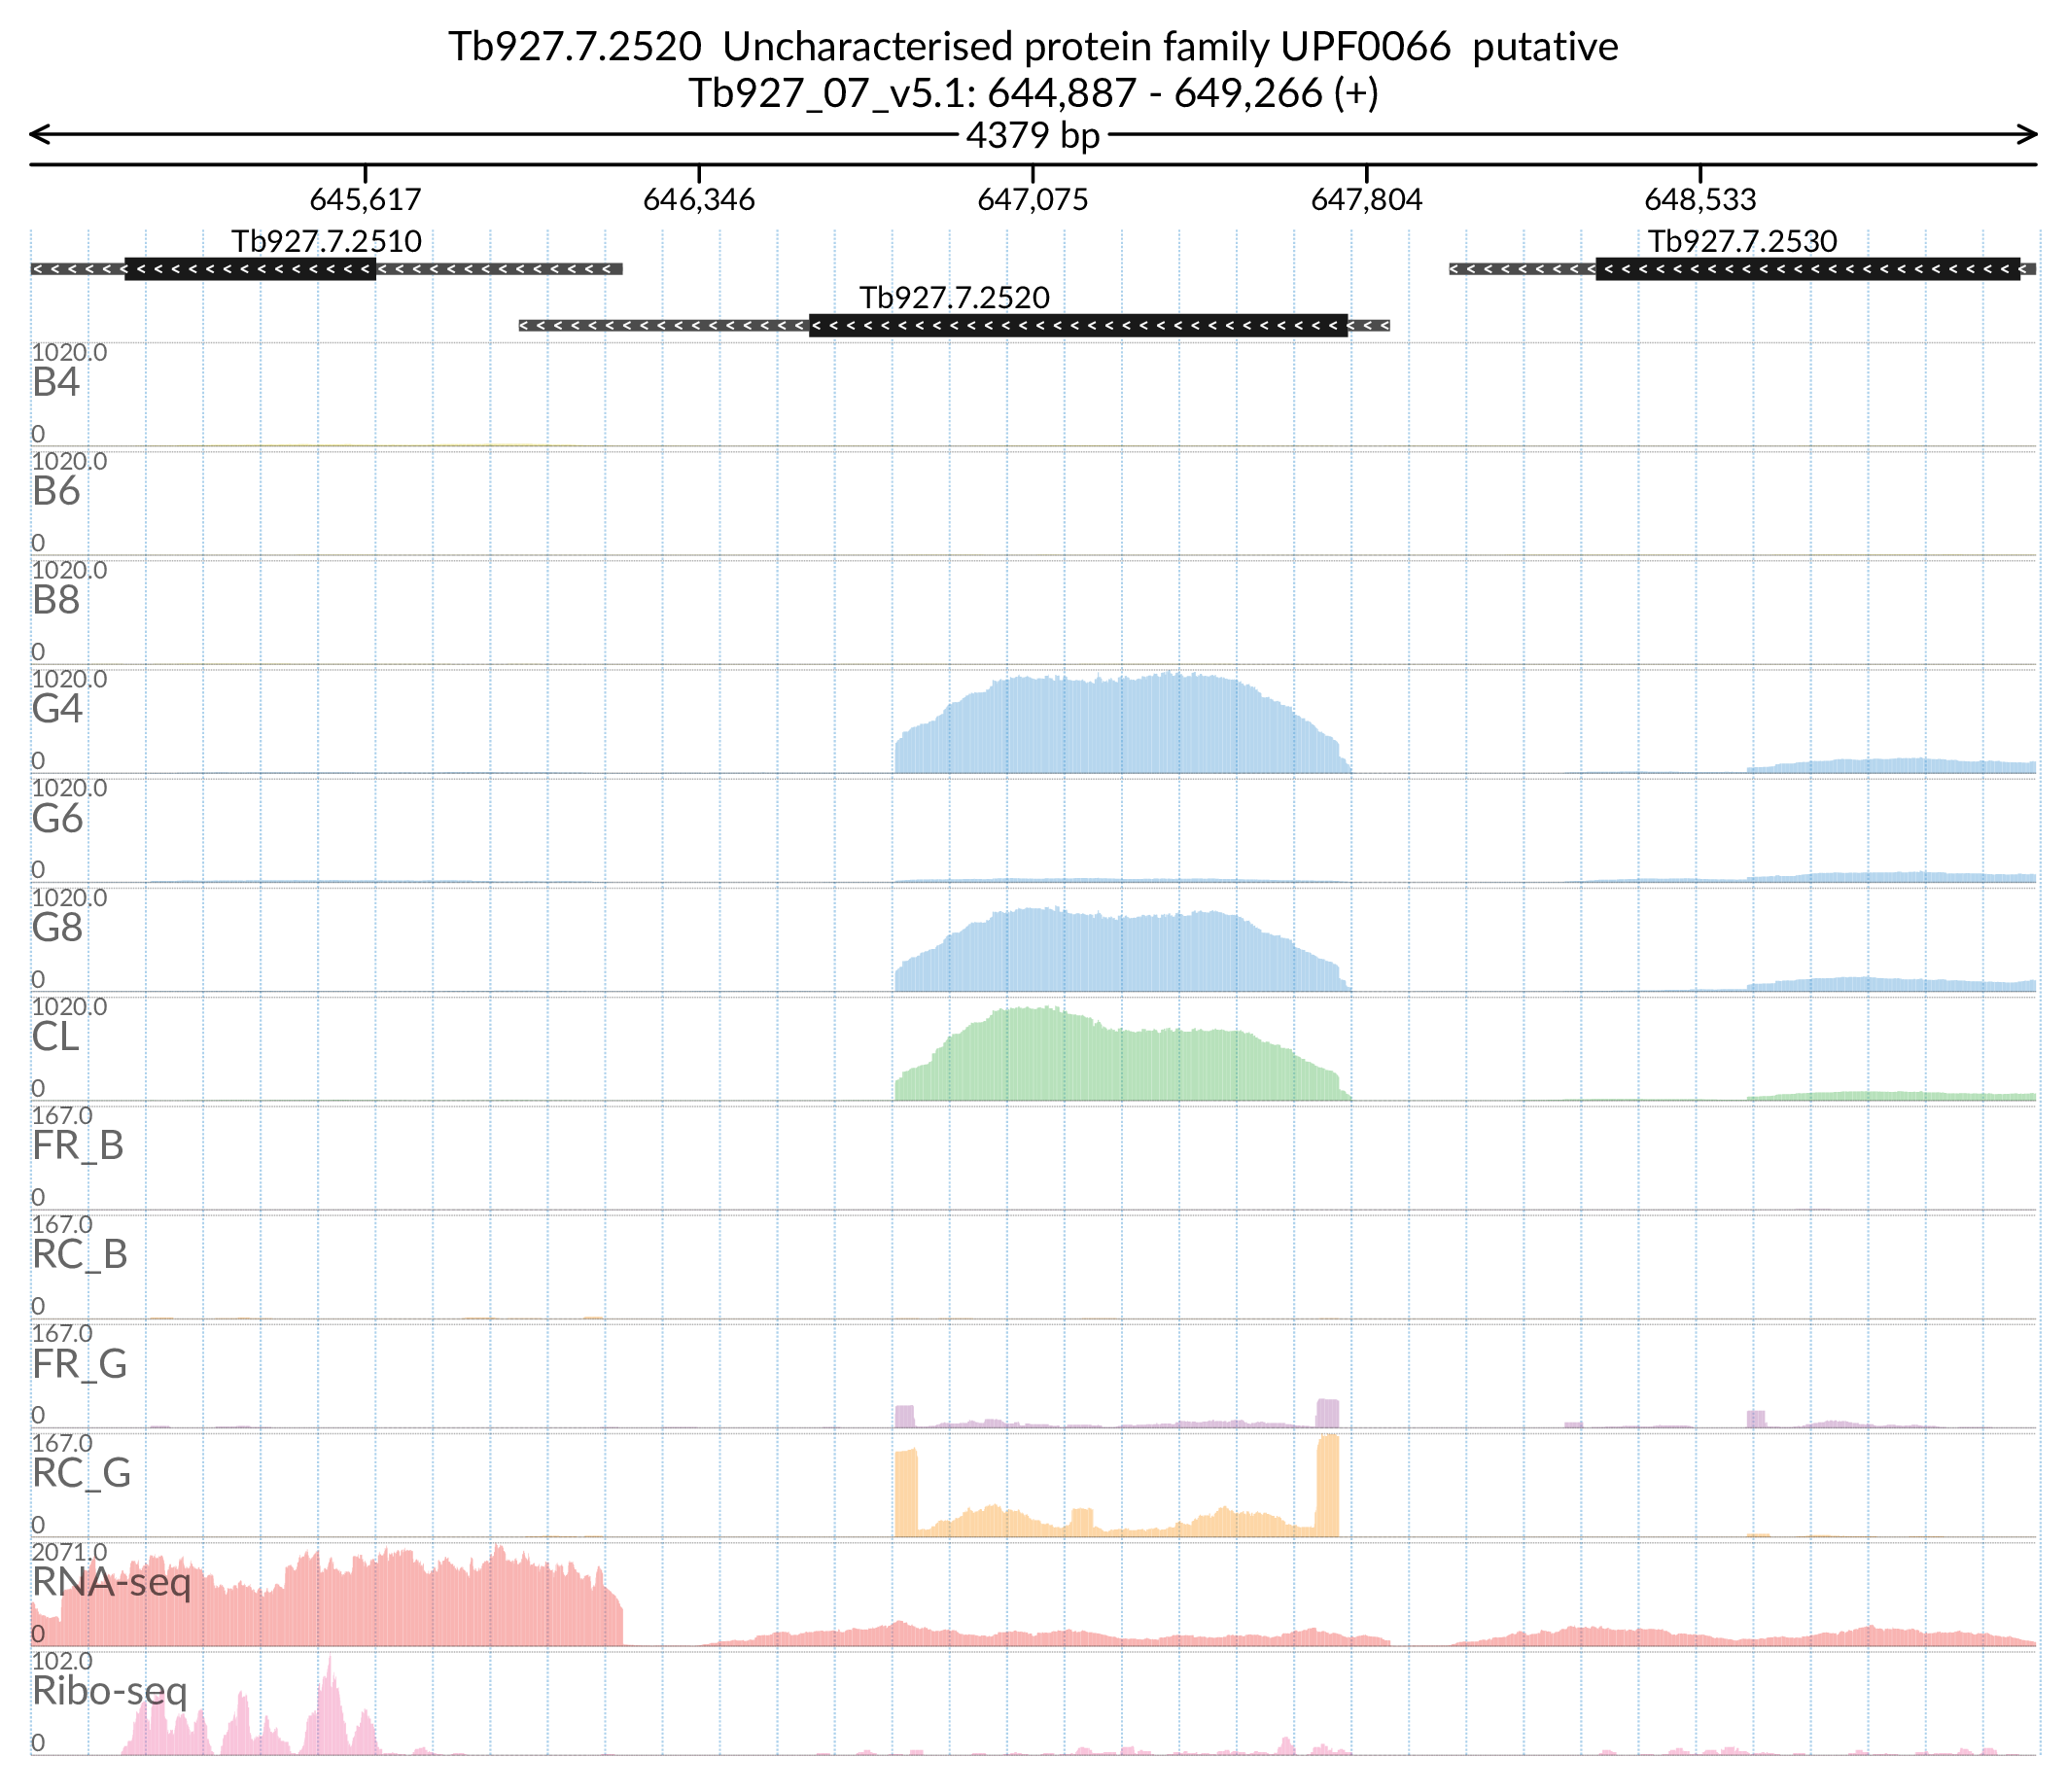 Tb927.7.2520 Uncharacterised protein family UPF0066 putative
Tb927_07_v5.1: 644,887 - 649,266 (+)
4379 bp
645,617 646,346 647,075 647,804 648,533
Tb927.7.2510 Tb927.7.2530
Tb927.7.2520
1020.0
B4
0
1020.0
B6
0
1020.0
B8
0
1020.0
G4
0
1020.0
G6
0
1020.0
G8
0
1020.0
CL
0
167.0
FR_B
0
167.0
RC_B
0
167.0
FR_G
0
167.0
RC_G
0
2071.0
RNA-seq
0
102.0
Ribo-seq
0